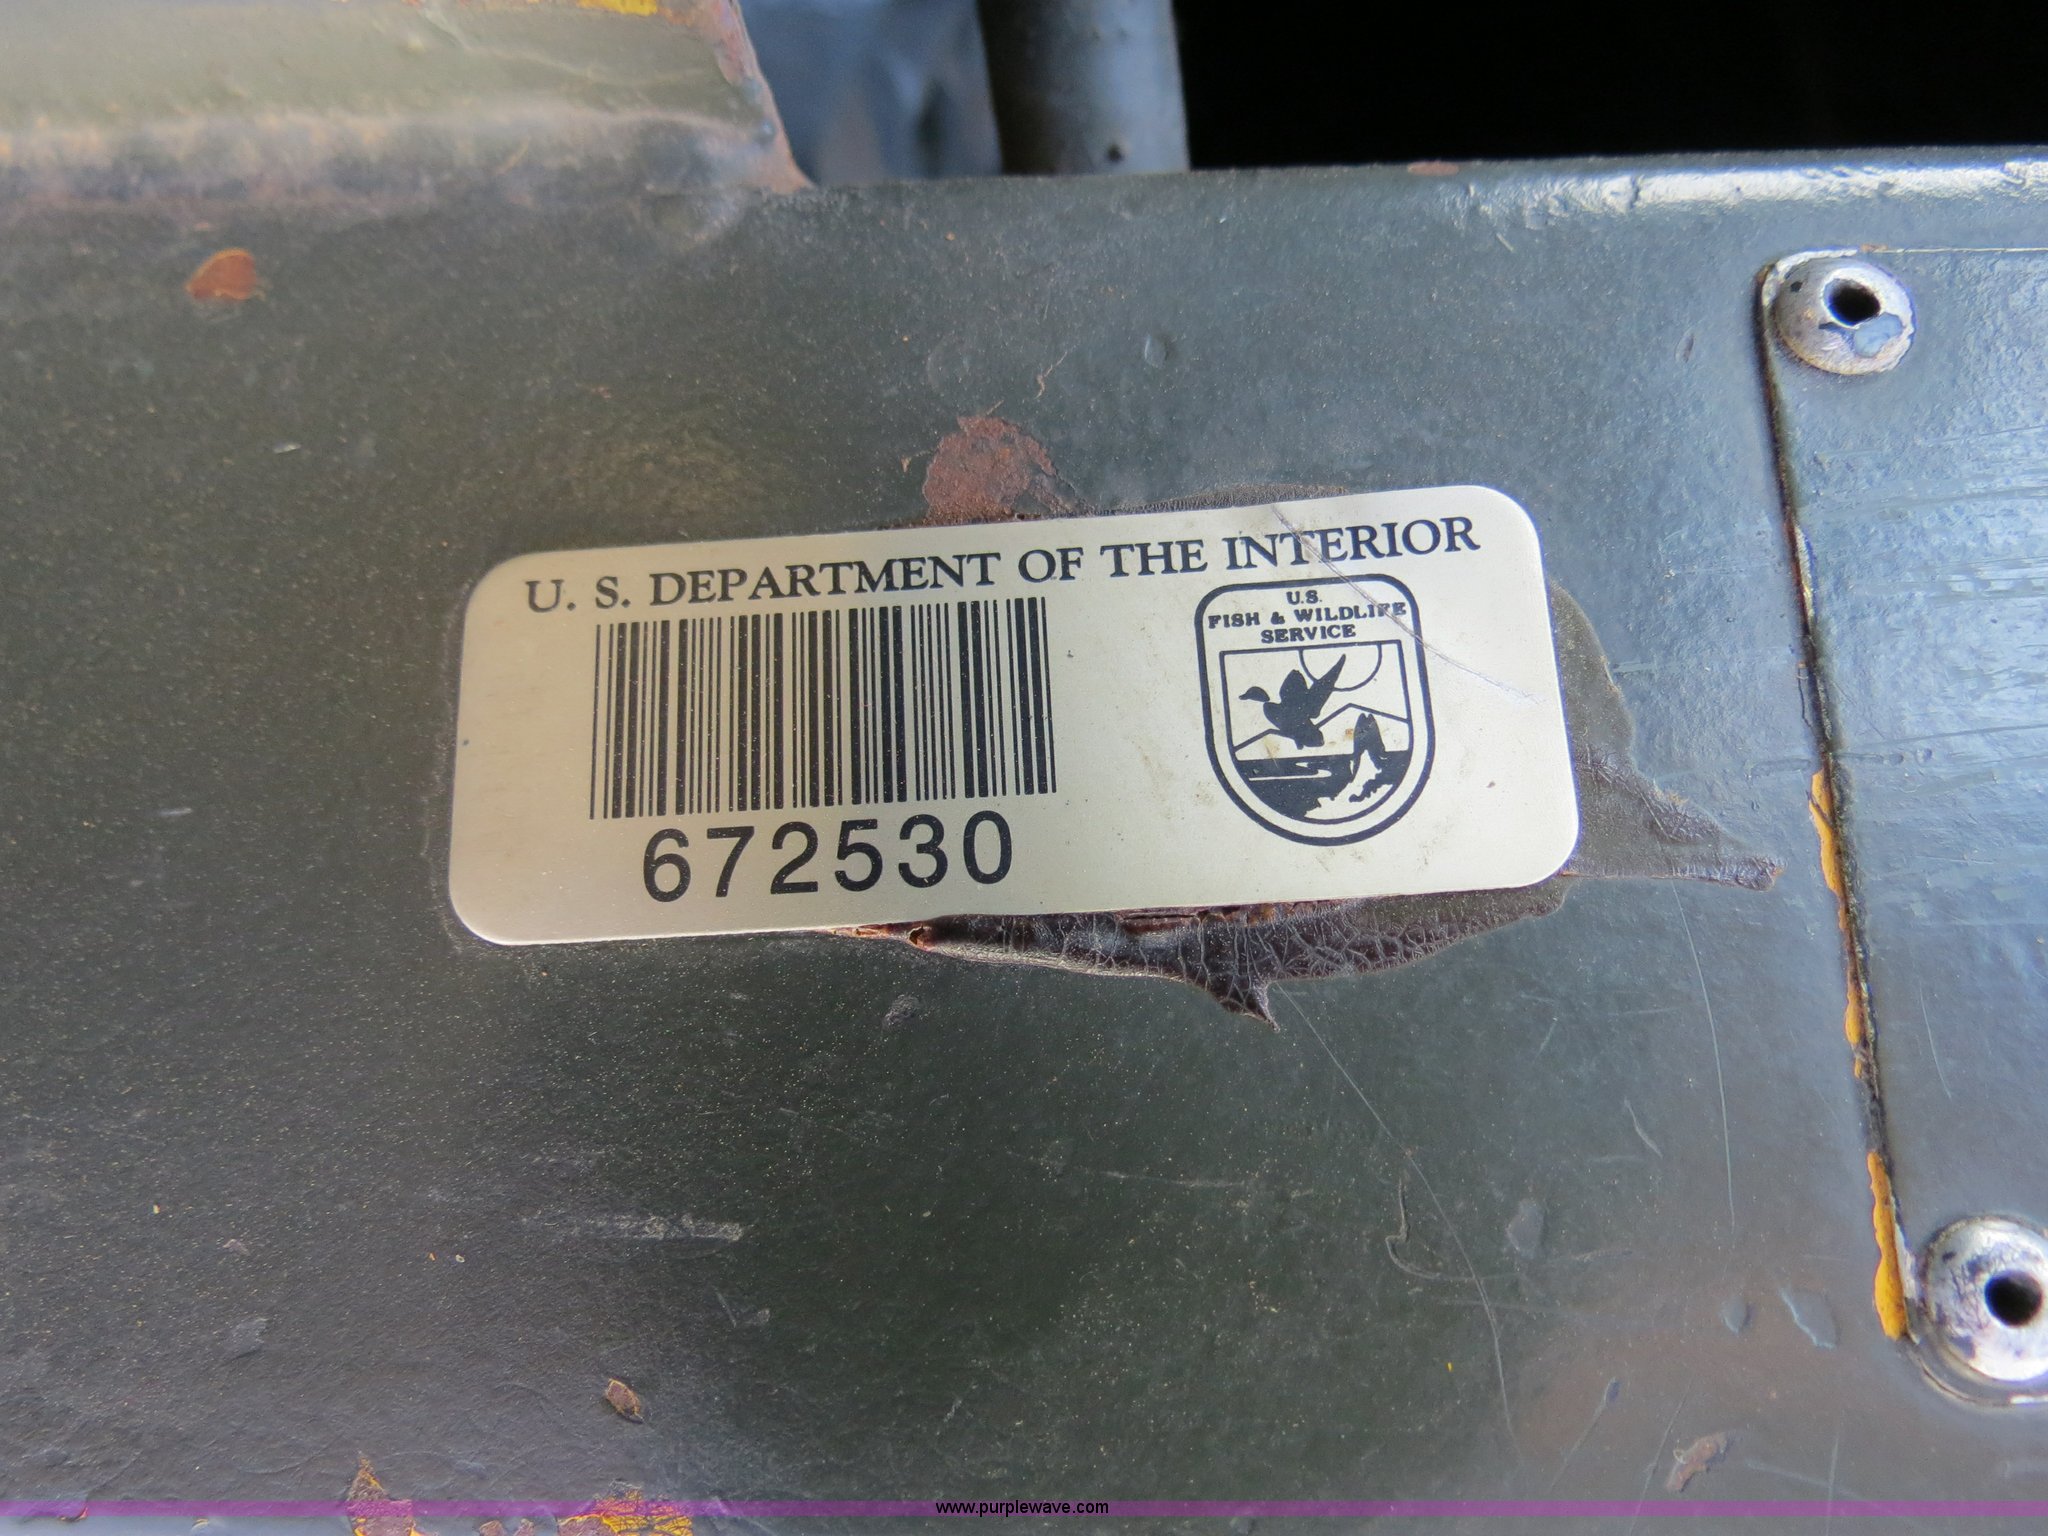 U. S. DEPARTMENT OF THE INTERIOR
U.S.
FISH & WILDLIFE
SERVICE
672530
www.purplewave.com